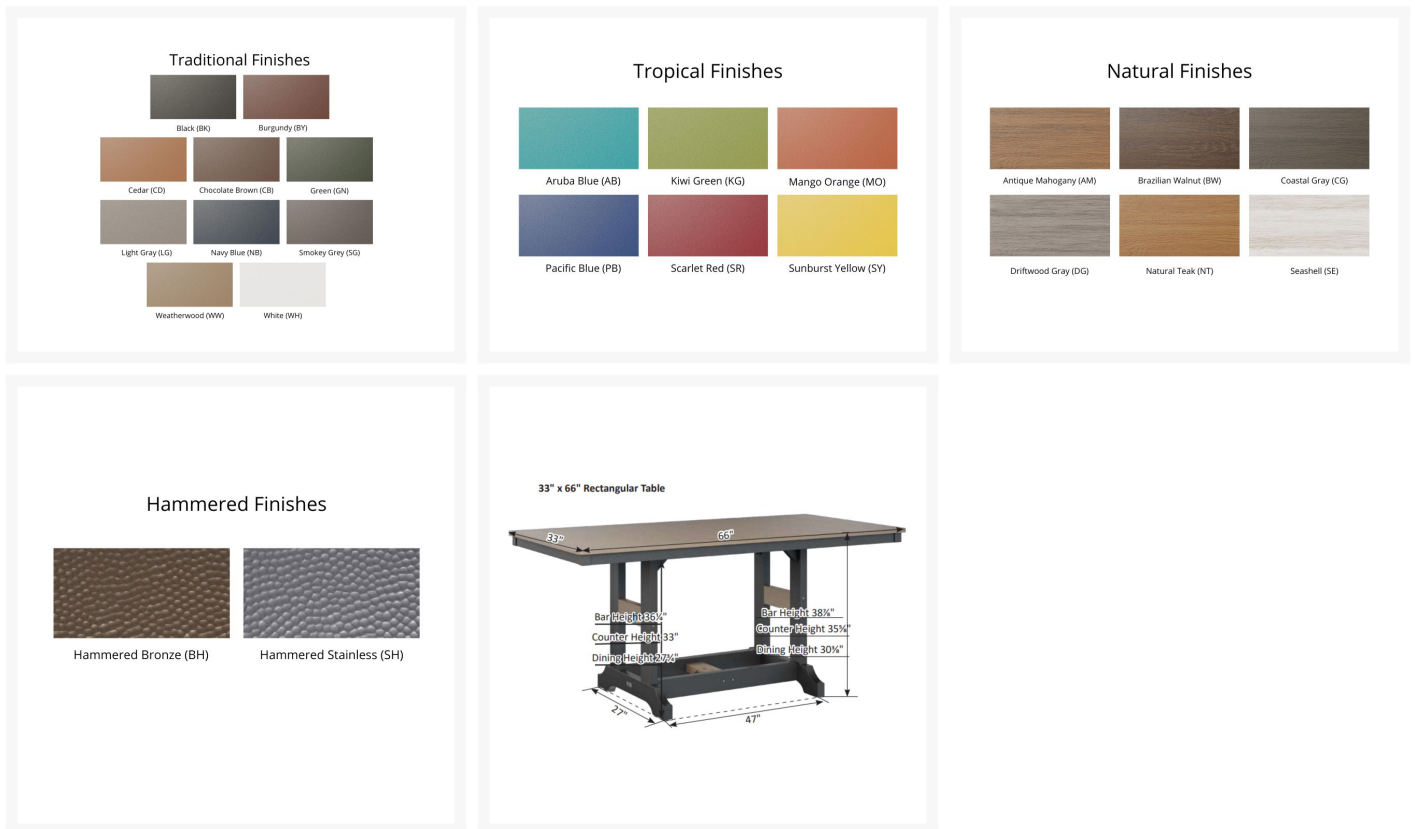 Traditional Finishes
Black (BK)
Burgundy (BY)
Cedar (CD)
Chocolate Brown (CB)
Green (GN)
Light Gray (LG)
Navy Blue (NB)
Smokey Grey (SG)
Weatherwood (WW)
White (WH)
Tropical Finishes
Aruba Blue (AB)
Kiwi Green (KG)
Mango Orange (MO)
Pacific Blue (PB)
Scarlet Red (SR)
Sunburst Yellow (SY)
Natural Finishes
Antique Mahogany (AM)
Brazilian Walnut (BW)
Coastal Gray (CG)
Driftwood Gray (DG)
Natural Teak (NT)
Seashell (SE)
Hammered Finishes
Hammered Bronze (BH)
Hammered Stainless (SH)
33" x 66" Rectangular Table
33"
66"
Bar Height
Counter Height 33"
Dining Height
Bar Height
Counter Height
Dining Height
27"
47"